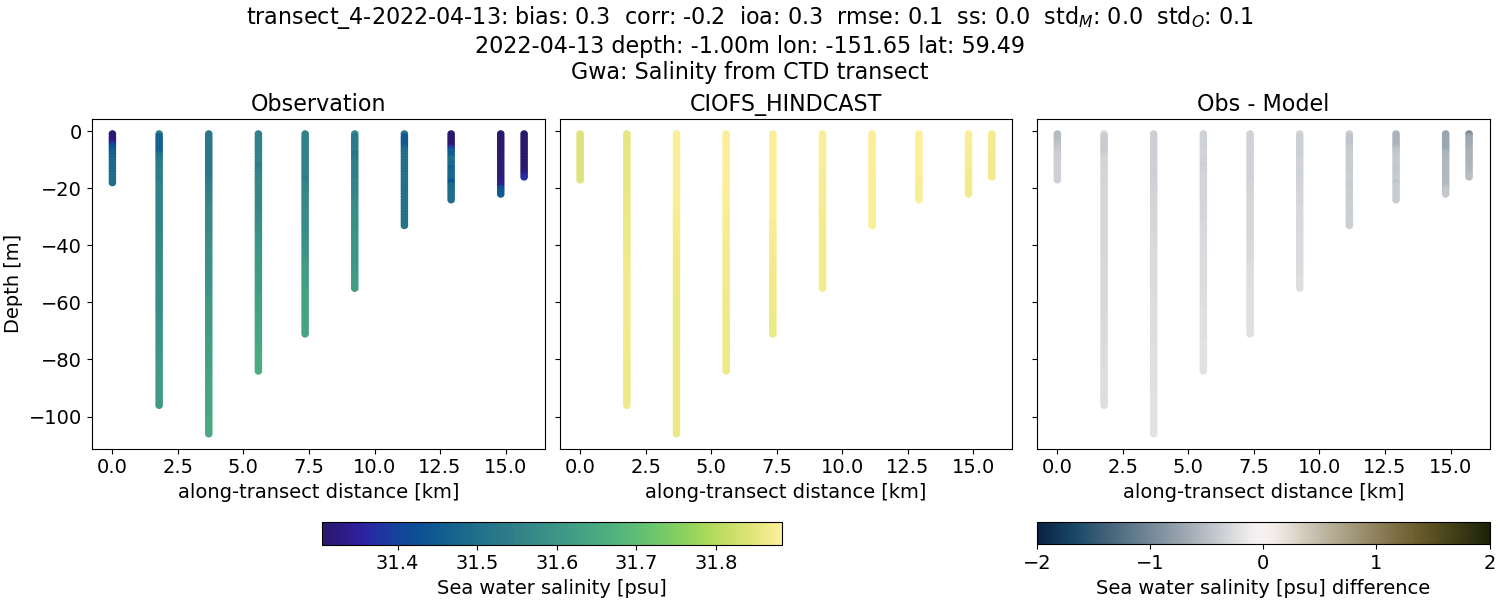 transect_4-2022-04-13: bias: 0.3  corr: -0.2  ioa: 0.3  rmse: 0.1  ss: 0.0  std_M: 0.0  std_O: 0.1
2022-04-13 depth: -1.00m lon: -151.65 lat: 59.49
Gwa: Salinity from CTD transect
Observation
CIOFS_HINDCAST
Obs - Model
Depth [m]
0
−20
−40
−60
−80
−100
0.0 2.5 5.0 7.5 10.0 12.5 15.0
along-transect distance [km]
0.0 2.5 5.0 7.5 10.0 12.5 15.0
along-transect distance [km]
0.0 2.5 5.0 7.5 10.0 12.5 15.0
along-transect distance [km]
31.4 31.5 31.6 31.7 31.8
Sea water salinity [psu]
−2 −1 0 1 2
Sea water salinity [psu] difference